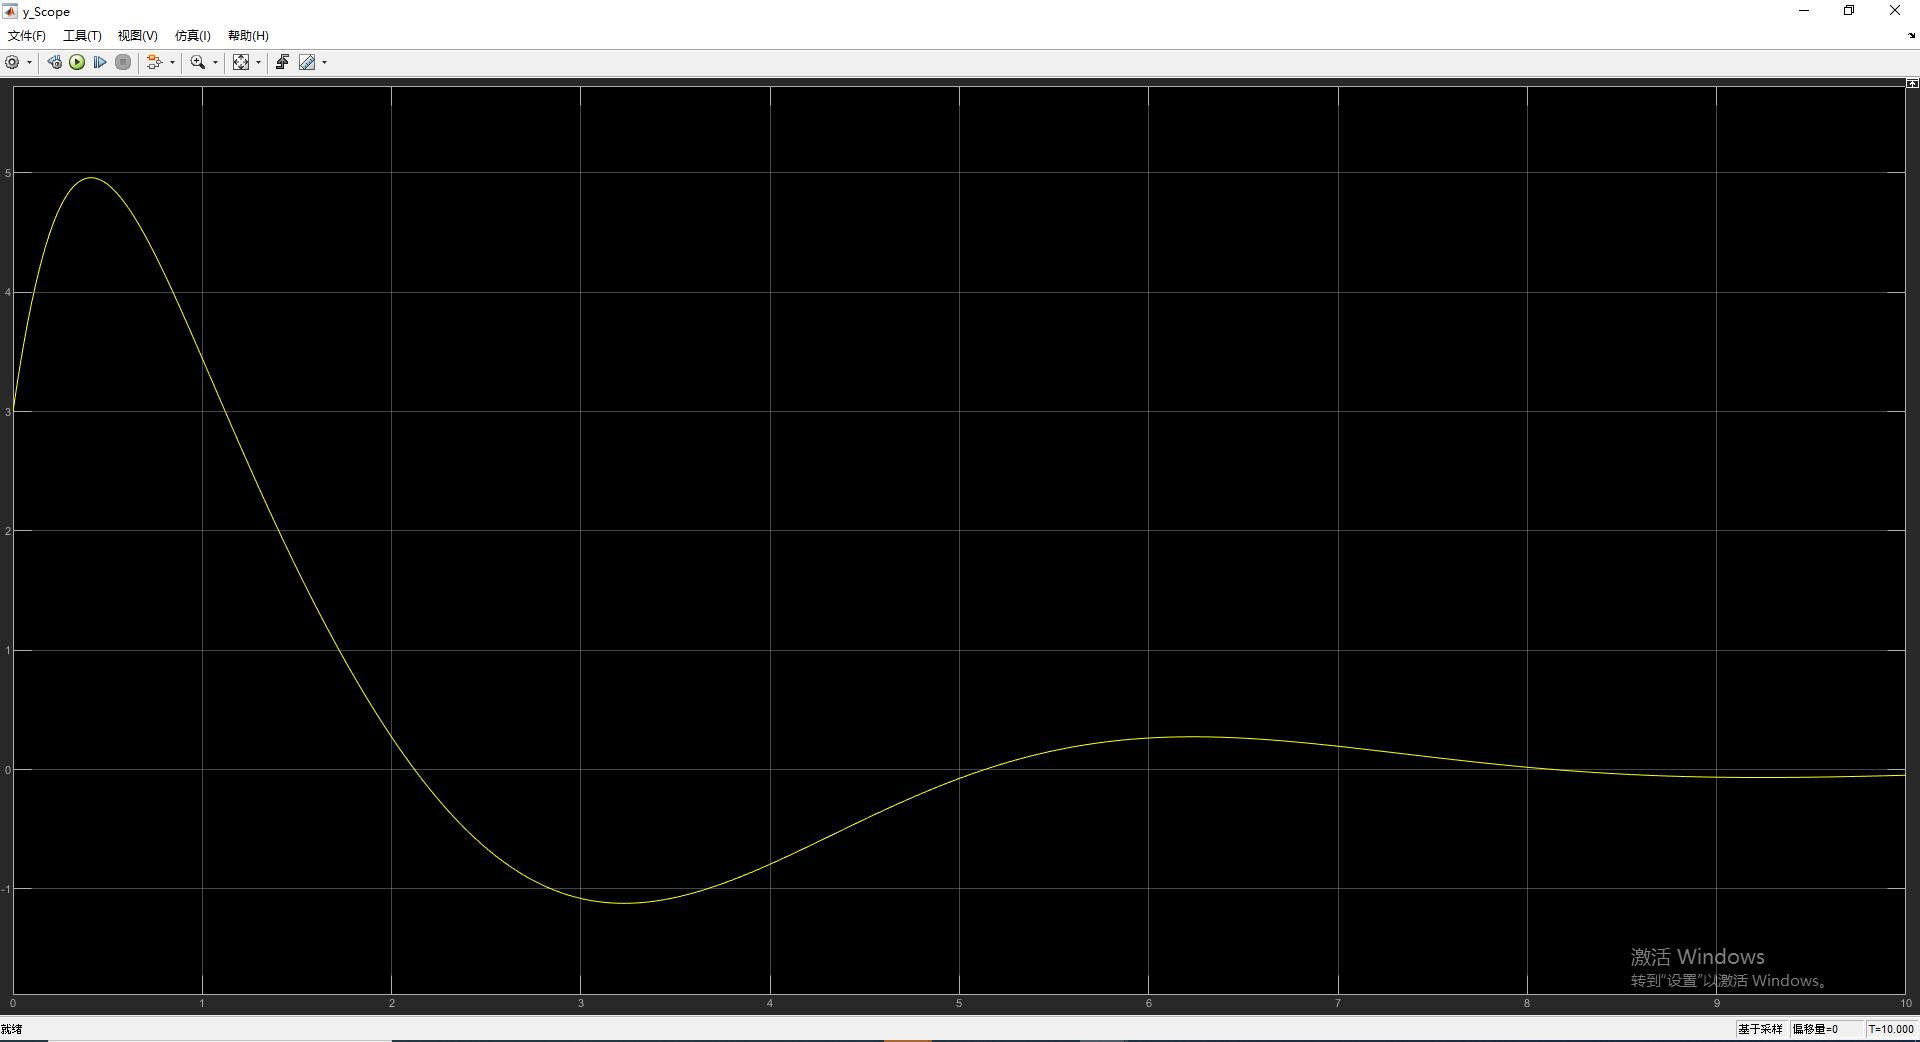 y_Scope
文件(F) 工具(T) 视图(V) 仿真(I) 帮助(H)
5
4
3
2
1
0
-1
0 1 2 3 4 5 6 7 8 9 10
激活 Windows
转到"设置"以激活 Windows。
就绪 基于采样 偏移量=0 T=10.000